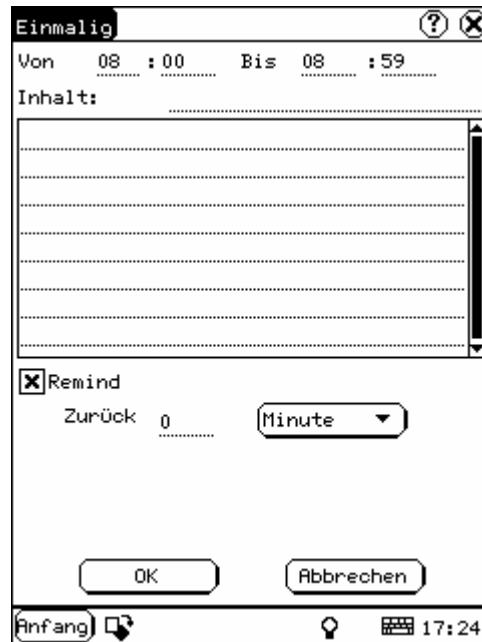 Einmalig ?
Von 08 : 00 Bis 08 : 59
Inhalt:
Remind
Zurück 0 Minute
OK Abbrechen
Anfang 17:24